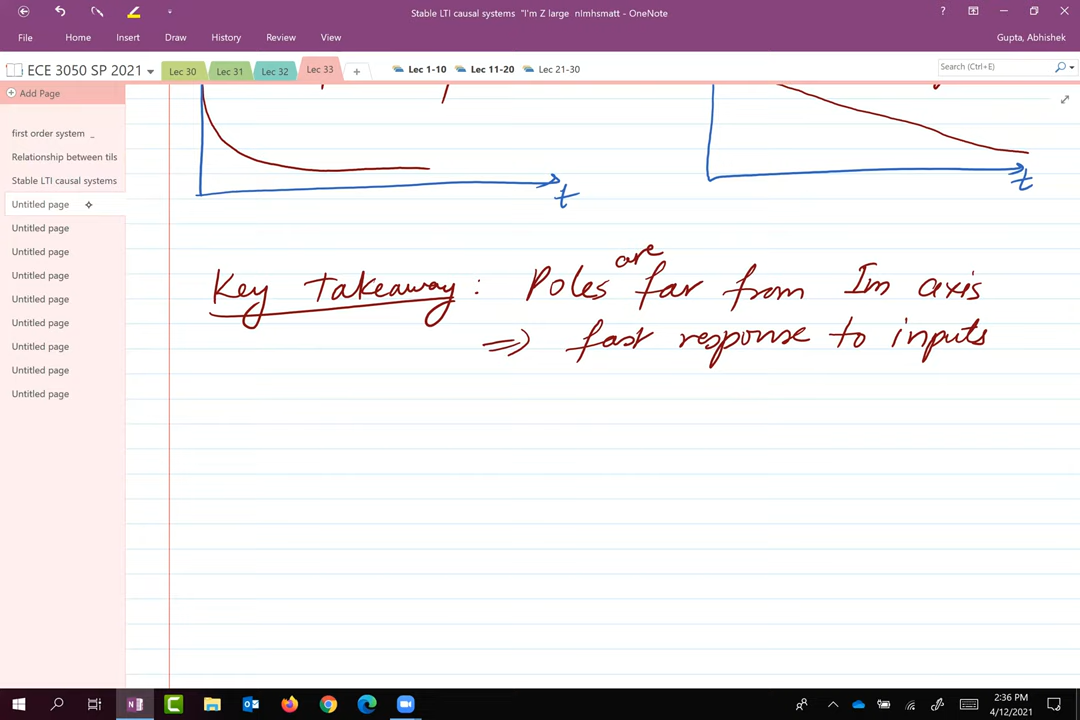 Stable LTI causal systems "I'm Z large nlmhsmatt - OneNote
File Home Insert Draw History Review View
Gupta, Abhishek
ECE 3050 SP 2021
Lec 30 Lec 31 Lec 32 Lec 33 Lec 1-10 Lec 11-20 Lec 21-30
Search (Ctrl+E)
Add Page
first order system _
Relationship between tils
Stable LTI causal systems
Untitled page
Untitled page
Untitled page
Untitled page
Untitled page
Untitled page
Untitled page
Untitled page
Untitled page
t
t
are
Key Takeaway : Poles far from Im axis
⇒ fast response to inputs
2:36 PM
4/12/2021